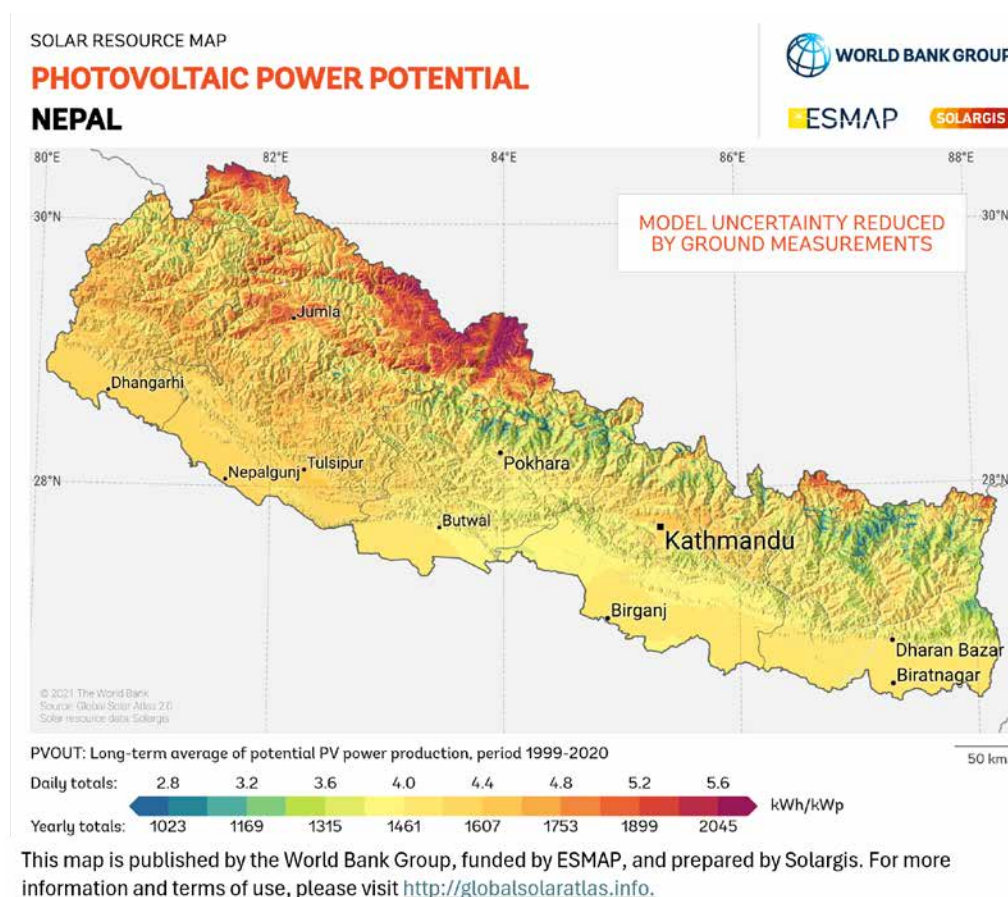 SOLAR RESOURCE MAP
PHOTOVOLTAIC POWER POTENTIAL
NEPAL
WORLD BANK GROUP
ESMAP
SOLARGIS
80°E 82°E 84°E 86°E 88°E
30°N 30°N
MODEL UNCERTAINTY REDUCED
BY GROUND MEASUREMENTS
Jumla
Dhangarhi
Nepalgunj
Tulsipur
Pokhara
28°N 28°N
Butwal
Kathmandu
Birganj
Dharan Bazar
Biratnagar
© 2021 The World Bank
Source: Global Solar Atlas 2.0
Solar resource data: Solargis
PVOUT: Long-term average of potential PV power production, period 1999-2020
50 km
Daily totals: 2.8 3.2 3.6 4.0 4.4 4.8 5.2 5.6
kWh/kWp
Yearly totals: 1023 1169 1315 1461 1607 1753 1899 2045
This map is published by the World Bank Group, funded by ESMAP, and prepared by Solargis. For more
information and terms of use, please visit http://globalsolaratlas.info.